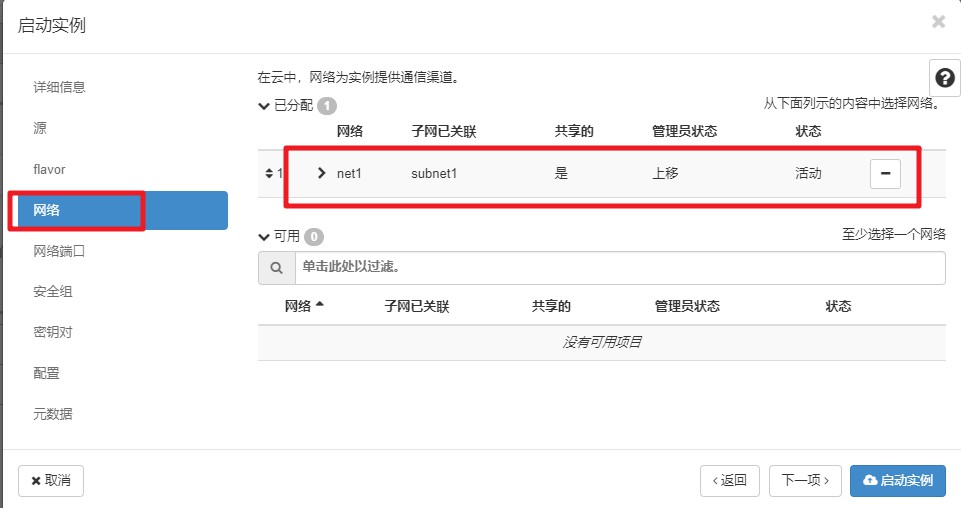 启动实例
×
详细信息
源
flavor
网络
网络端口
安全组
密钥对
配置
元数据
在云中，网络为实例提供通信渠道。
已分配 1
从下面列示的内容中选择网络。
网络 子网已关联 共享的 管理员状态 状态
1 net1 subnet1 是 上移 活动
可用 0
至少选择一个网络
单击此处以过滤。
网络 子网已关联 共享的 管理员状态 状态
没有可用项目
×取消
‹返回 下一项› 启动实例